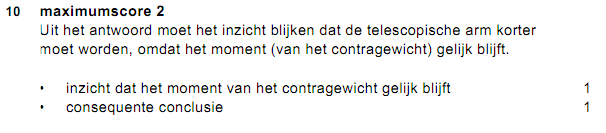 10 maximumscore 2
Uit het antwoord moet het inzicht blijken dat de telescopische arm korter
moet worden, omdat het moment (van het contragewicht) gelijk blijft.
• inzicht dat het moment van het contragewicht gelijk blijft 1
• consequente conclusie 1